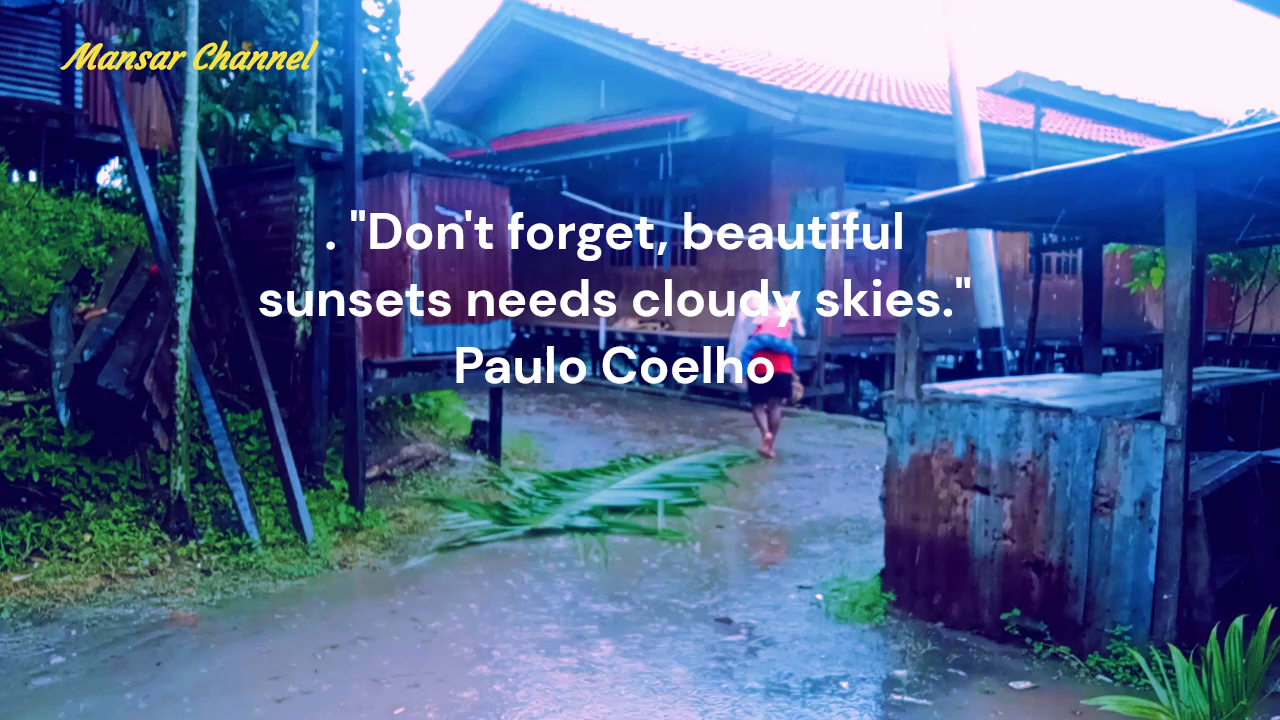 Mansar Channel
. "Don't forget, beautiful
sunsets needs cloudy skies."
Paulo Coelho